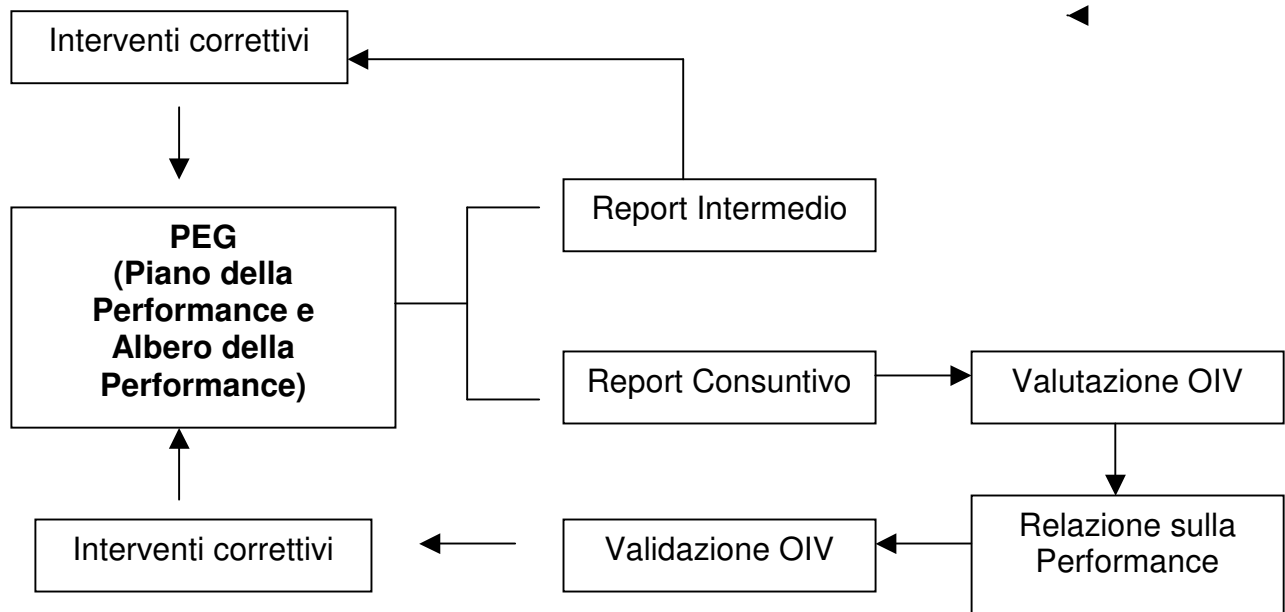 Interventi correttivi
Report Intermedio
PEG
(Piano della
Performance e
Albero della
Performance)
Report Consuntivo
Valutazione OIV
Relazione sulla
Performance
Validazione OIV
Interventi correttivi